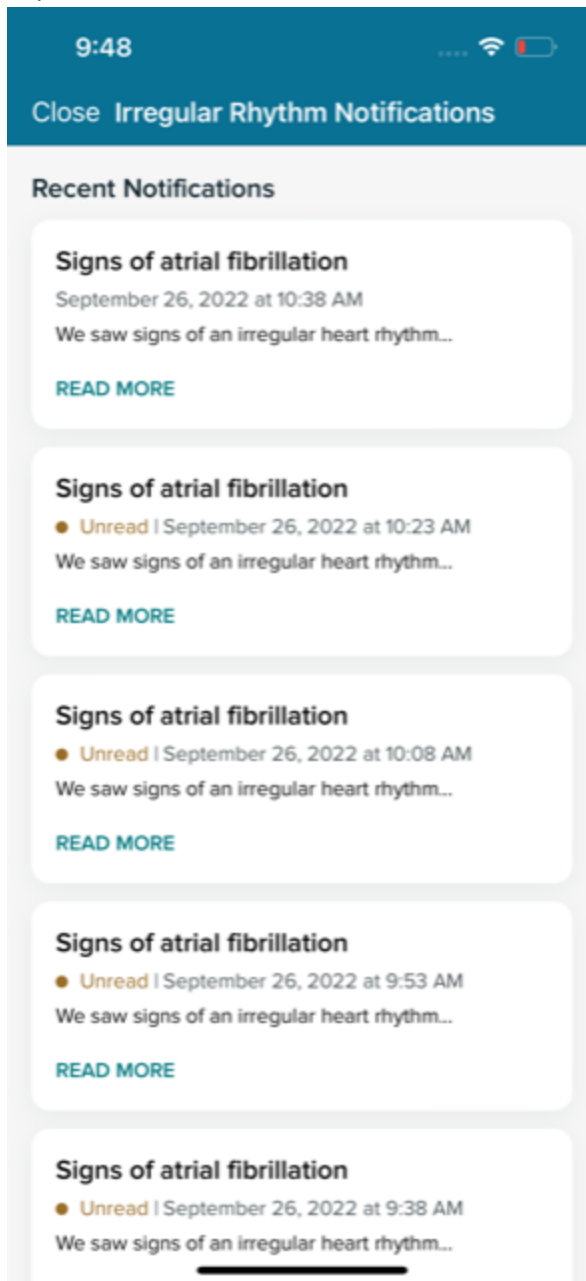 9:48
Close Irregular Rhythm Notifications
Recent Notifications
Signs of atrial fibrillation
September 26, 2022 at 10:38 AM
We saw signs of an irregular heart rhythm...
READ MORE
Signs of atrial fibrillation
Unread | September 26, 2022 at 10:23 AM
We saw signs of an irregular heart rhythm...
READ MORE
Signs of atrial fibrillation
Unread | September 26, 2022 at 10:08 AM
We saw signs of an irregular heart rhythm...
READ MORE
Signs of atrial fibrillation
Unread | September 26, 2022 at 9:53 AM
We saw signs of an irregular heart rhythm...
READ MORE
Signs of atrial fibrillation
Unread | September 26, 2022 at 9:38 AM
We saw signs of an irregular heart rhythm...